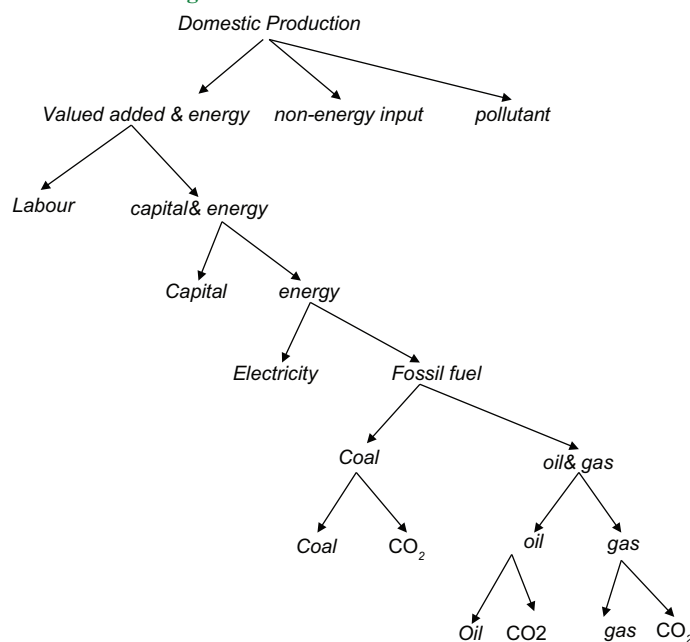 Domestic Production
Valued added & energy non-energy input pollutant
Labour capital& energy
Capital energy
Electricity Fossil fuel
Coal oil& gas
Coal CO2 oil gas
Oil CO2 gas CO2